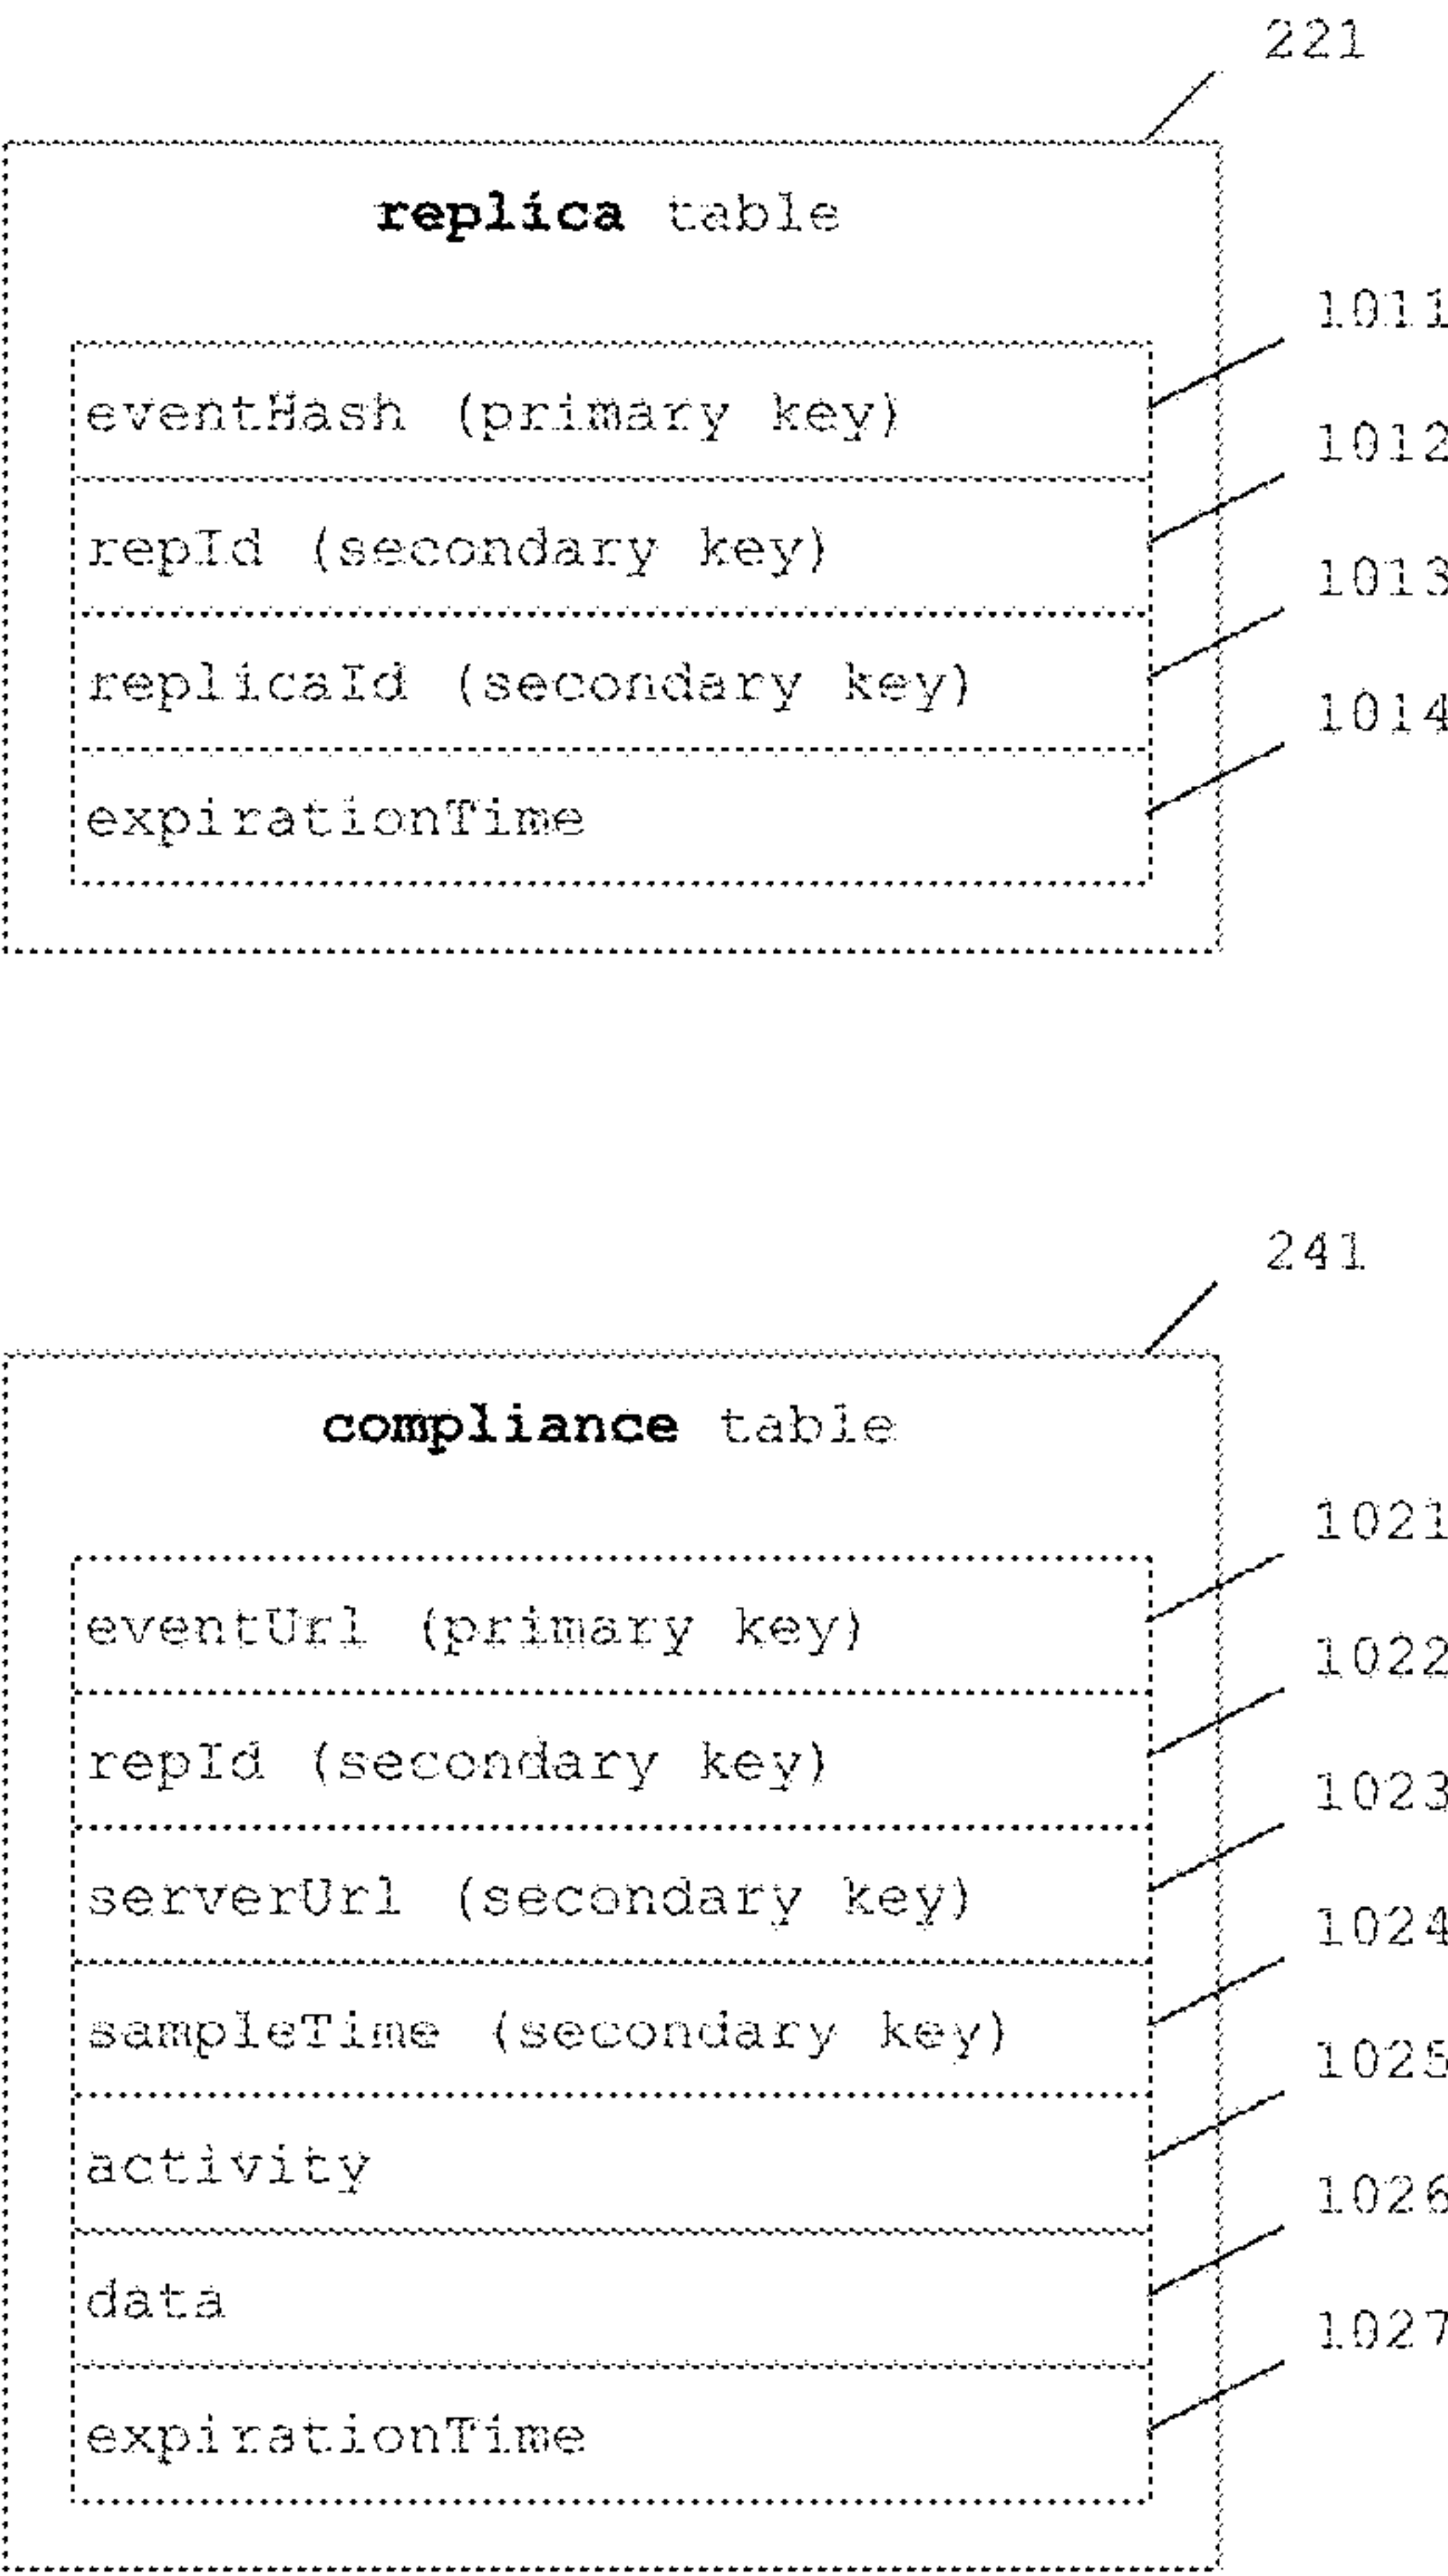 221
replica table
1011
eventHash (primary key)
1012
repId (secondary key)
1013
replicaId (secondary key)
1014
expirationTime
241
compliance table
1021
eventUrl (primary key)
1022
repId (secondary key)
1023
serverUrl (secondary key)
1024
sampleTime (secondary key)
1025
activity
1026
data
1027
expirationTime